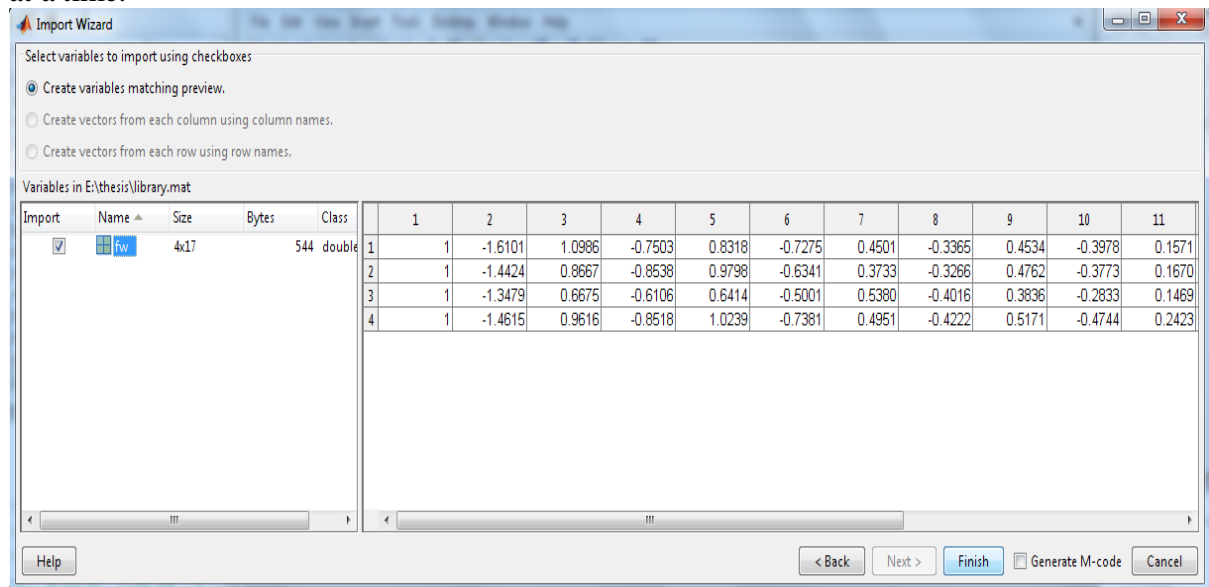 Import Wizard
Select variables to import using checkboxes
Create variables matching preview.
Create vectors from each column using column names.
Create vectors from each row using row names.
Variables in E:\thesis\library.mat
Import Name Size Bytes Class 1 2 3 4 5 6 7 8 9 10 11
fw 4x17 544 double 1 1 -1.6101 1.0986 -0.7503 0.8318 -0.7275 0.4501 -0.3365 0.4534 -0.3978 0.1571
2 1 -1.4424 0.8667 -0.8538 0.9798 -0.6341 0.3733 -0.3266 0.4762 -0.3773 0.1670
3 1 -1.3479 0.6675 -0.6106 0.6414 -0.5001 0.5380 -0.4016 0.3836 -0.2833 0.1469
4 1 -1.4615 0.9616 -0.8518 1.0239 -0.7381 0.4951 -0.4222 0.5171 -0.4744 0.2423
Help < Back Next > Finish Generate M-code Cancel